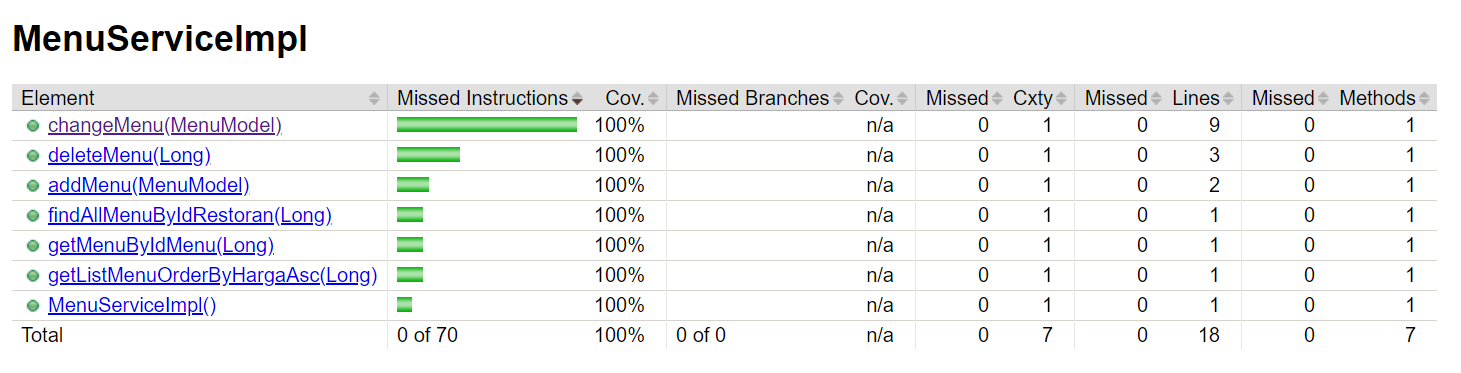 MenuServiceImpl
Element Missed Instructions Cov. Missed Branches Cov. Missed Cxty Missed Lines Missed Methods
changeMenu(MenuModel) 100% n/a 0 1 0 9 0 1
deleteMenu(Long) 100% n/a 0 1 0 3 0 1
addMenu(MenuModel) 100% n/a 0 1 0 2 0 1
findAllMenuByIdRestoran(Long) 100% n/a 0 1 0 1 0 1
getMenuByIdMenu(Long) 100% n/a 0 1 0 1 0 1
getListMenuOrderByHargaAsc(Long) 100% n/a 0 1 0 1 0 1
MenuServiceImpl() 100% n/a 0 1 0 1 0 1
Total 0 of 70 100% 0 of 0 n/a 0 7 0 18 0 7